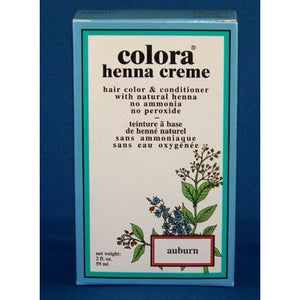 colora®
henna creme
hair color & conditioner
with natural henna
no ammonia
no peroxide
teinture à base
de henné naturel
sans ammoniaque
sans eau oxygénée
net weight:
2 fl. oz.
59 ml
auburn